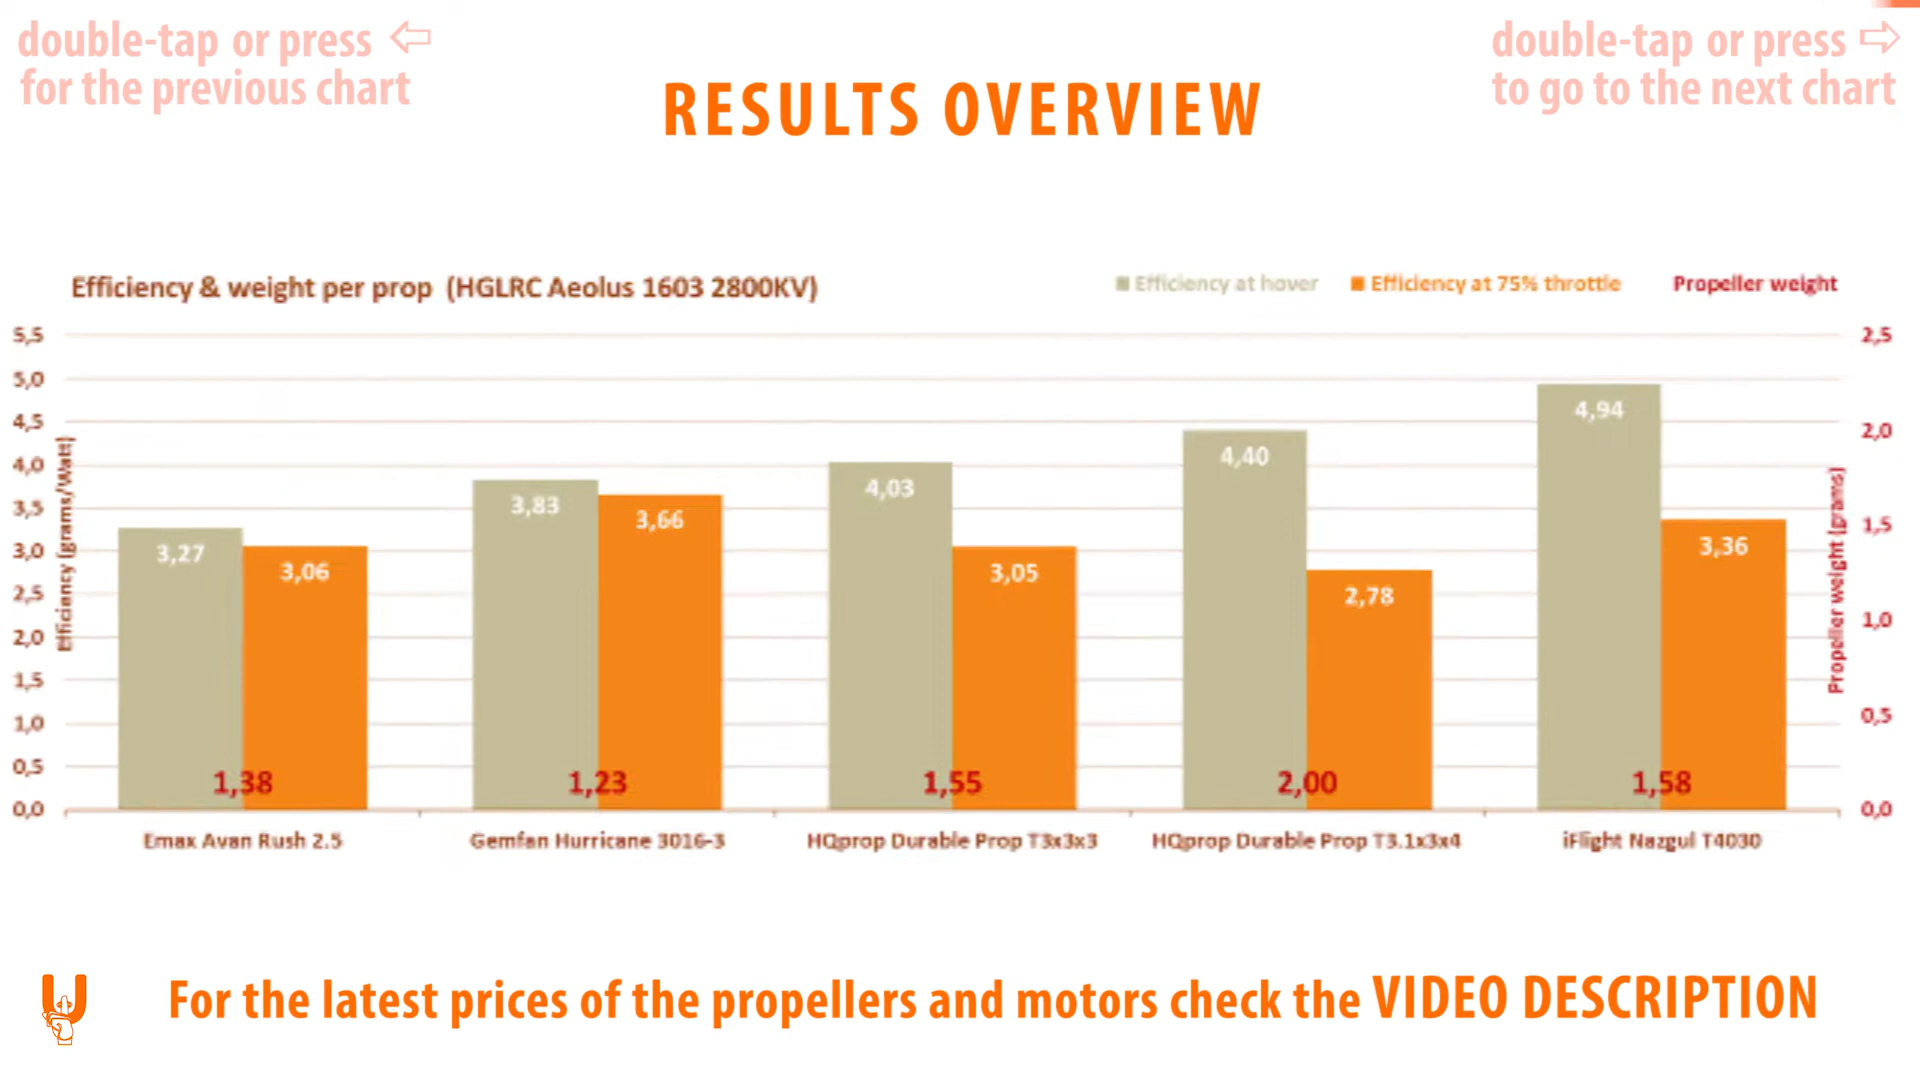 double-tap or press ⇦
for the previous chart
double-tap or press ⇨
to go to the next chart
RESULTS OVERVIEW
Efficiency & weight per prop (HGLRC Aeolus 1603 2800KV)
Efficiency at hover Efficiency at 75% throttle Propeller weight
5,5
5,0
4,5
4,0
3,5
3,0
2,5
2,0
1,5
1,0
0,5
0,0
Efficiency (grams/Watt)
3,27
3,06
1,38
3,83
3,66
1,23
4,03
3,05
1,55
4,40
2,78
2,00
4,94
3,36
1,58
2,5
2,0
1,5
1,0
0,5
0,0
Propeller weight (grams)
Emax Avan Rush 2.5
Gemfan Hurricane 3016-3
HQprop Durable Prop T3x3x3
HQprop Durable Prop T3.1x3x4
iFlight Nazgul T4030
For the latest prices of the propellers and motors check the VIDEO DESCRIPTION